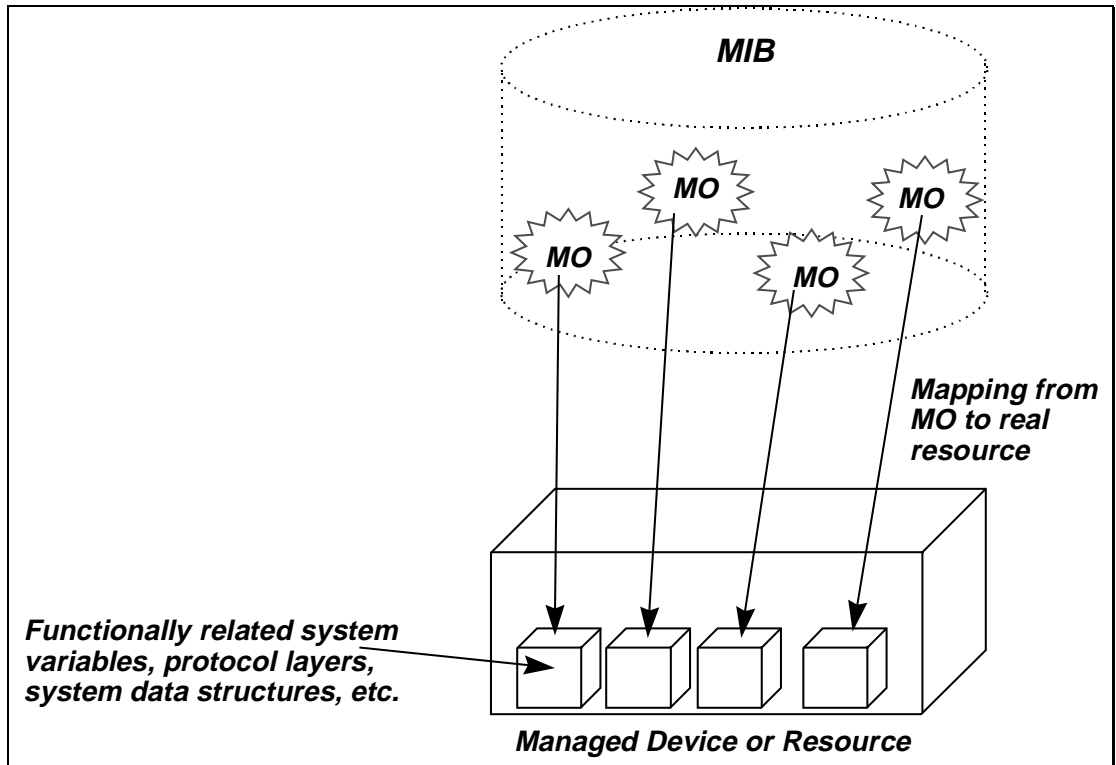 MIB
MO
MO
MO
MO
Mapping from
MO to real
resource
Functionally related system
variables, protocol layers,
system data structures, etc.
Managed Device or Resource